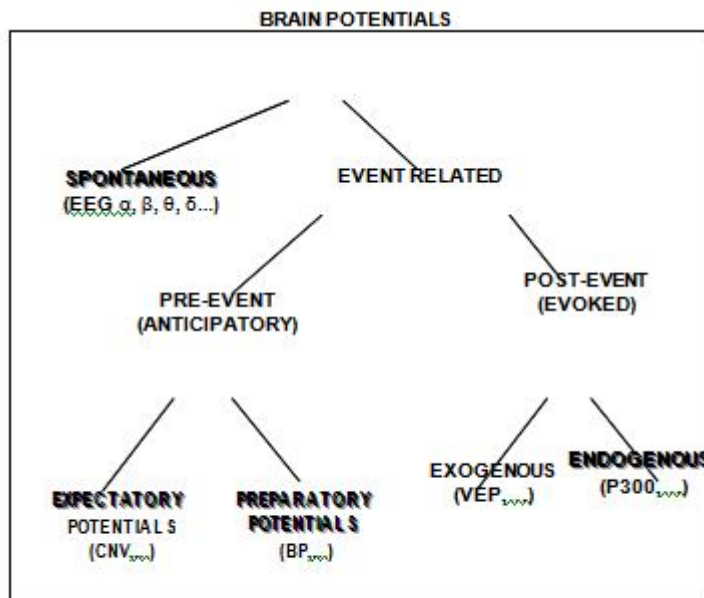 BRAIN POTENTIALS
SPONTANEOUS
(EEG α, β, θ, δ...)
EVENT RELATED
PRE-EVENT
(ANTICIPATORY)
POST-EVENT
(EVOKED)
EXPECTATORY
POTENTIALS
(CNV,...)
PREPARATORY
POTENTIALS
(BP,...)
EXOGENOUS
(VEP,...)
ENDOGENOUS
(P300,...)